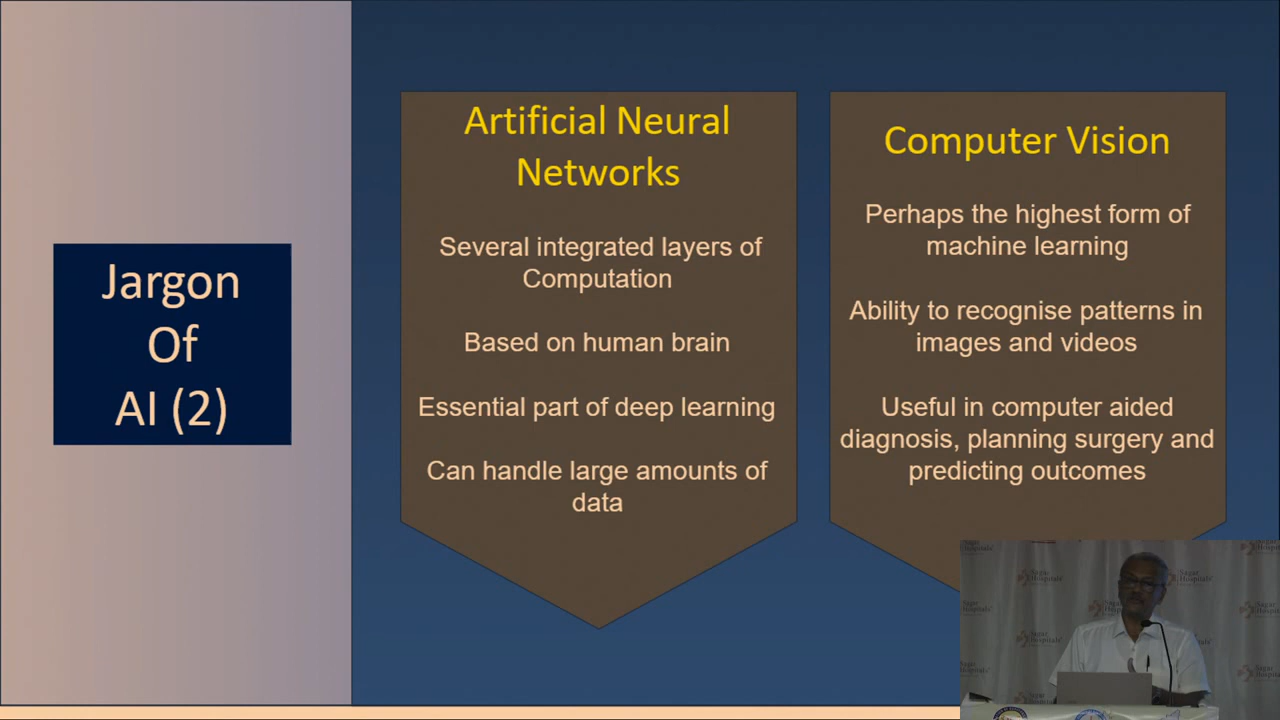 Jargon
Of
AI (2)
Artificial Neural
Networks
Several integrated layers of
Computation
Based on human brain
Essential part of deep learning
Can handle large amounts of
data
Computer Vision
Perhaps the highest form of
machine learning
Ability to recognise patterns in
images and videos
Useful in computer aided
diagnosis, planning surgery and
predicting outcomes
Sagar
Hospitals